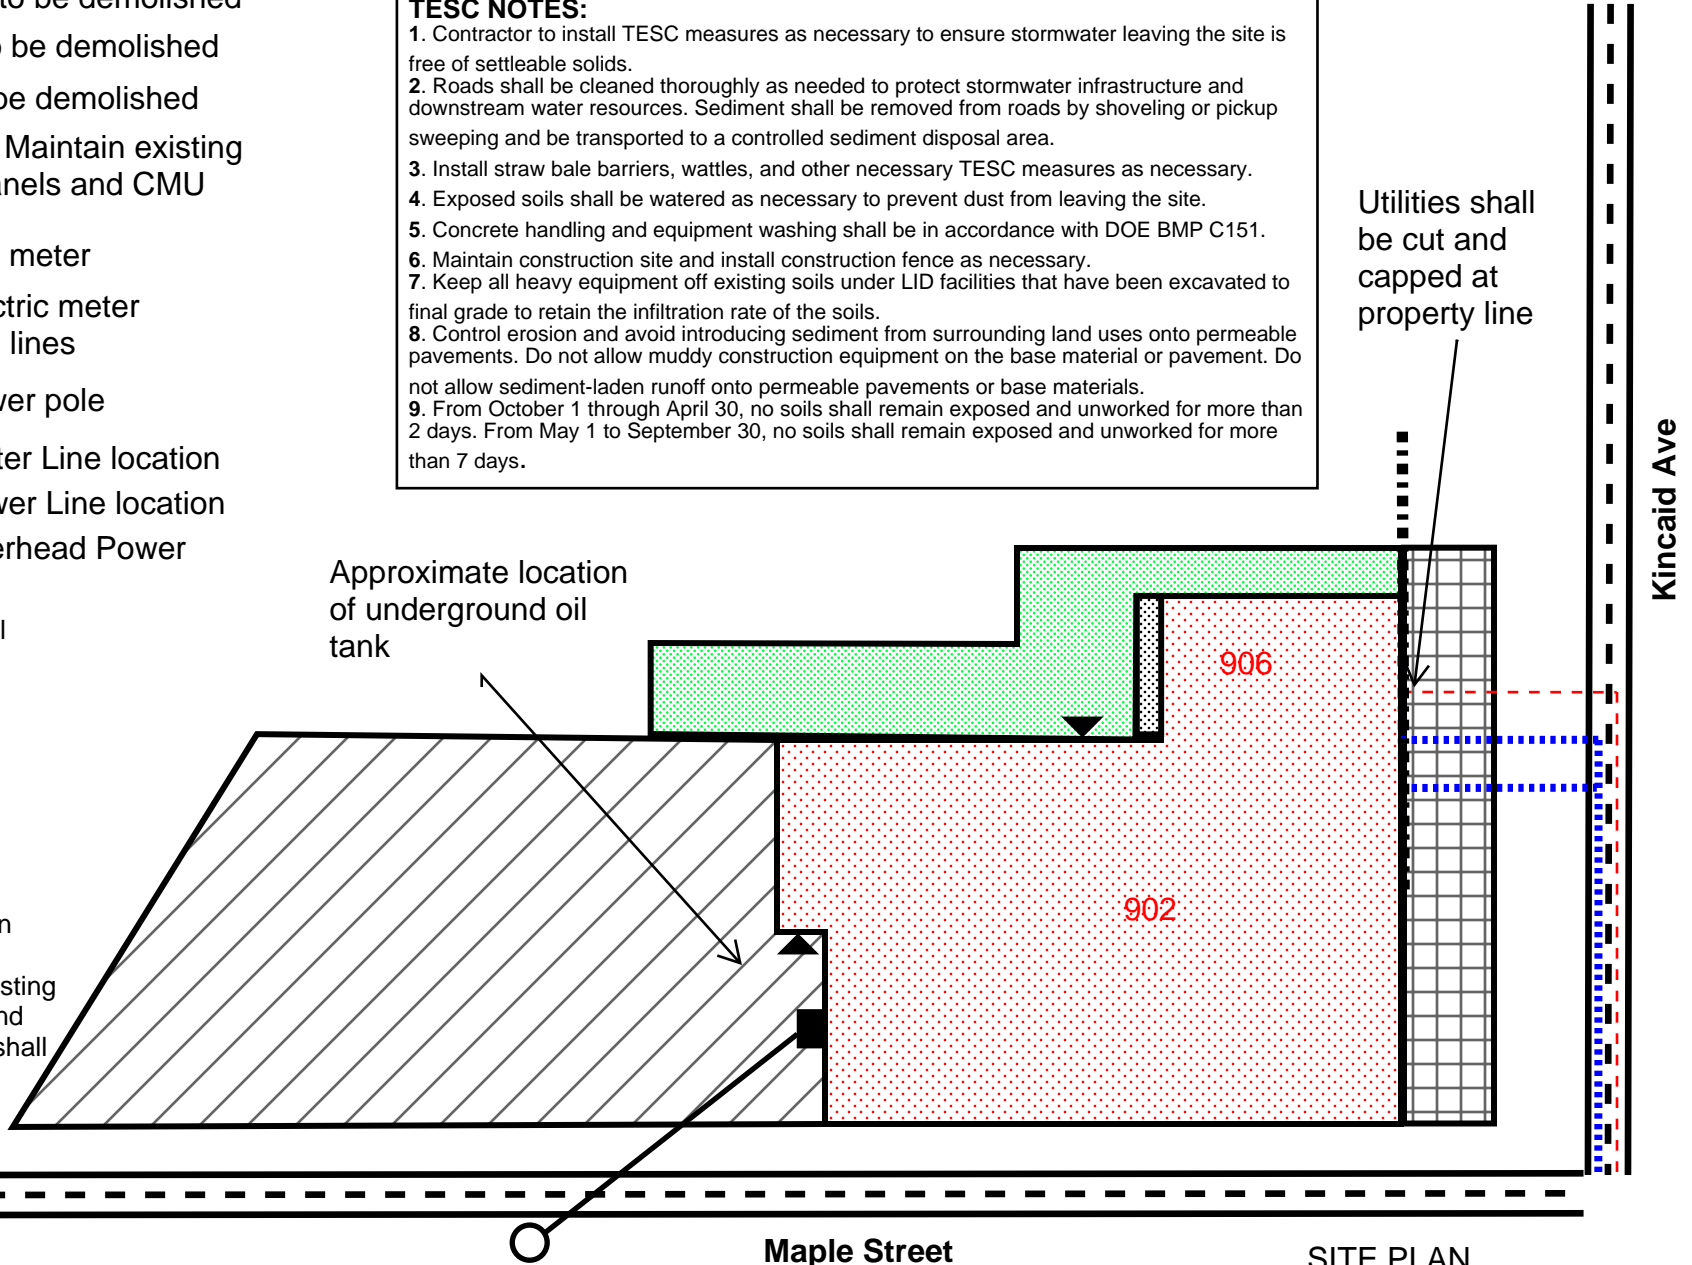 to be demolished
be demolished
be demolished
Maintain existing
and CMU
meter
meter
lines
pole
Line location
Line location
Power
shall
TESC NOTES:
1. Contractor to install TESC measures as necessary to ensure stormwater leaving the site is
free of settleable solids.
2. Roads shall be cleaned thoroughly as needed to protect stormwater infrastructure and
downstream water resources. Sediment shall be removed from roads by shoveling or pickup
sweeping and be transported to a controlled sediment disposal area.
3. Install straw bale barriers, wattles, and other necessary TESC measures as necessary.
4. Exposed soils shall be watered as necessary to prevent dust from leaving the site.
5. Concrete handling and equipment washing shall be in accordance with DOE BMP C151.
6. Maintain construction site and install construction fence as necessary.
7. Keep all heavy equipment off existing soils under LID facilities that have been excavated to
final grade to retain the infiltration rate of the soils.
8. Control erosion and avoid introducing sediment from surrounding land uses onto permeable
pavements. Do not allow muddy construction equipment on the base material or pavement. Do
not allow sediment-laden runoff onto permeable pavements or base materials.
9. From October 1 through April 30, no soils shall remain exposed and unworked for more than
2 days. From May 1 to September 30, no soils shall remain exposed and unworked for more
than 7 days.
Utilities shall
be cut and
capped at
property line
Kincaid Ave
Approximate location
of underground oil
tank
906
902
Maple Street
SITE PLAN